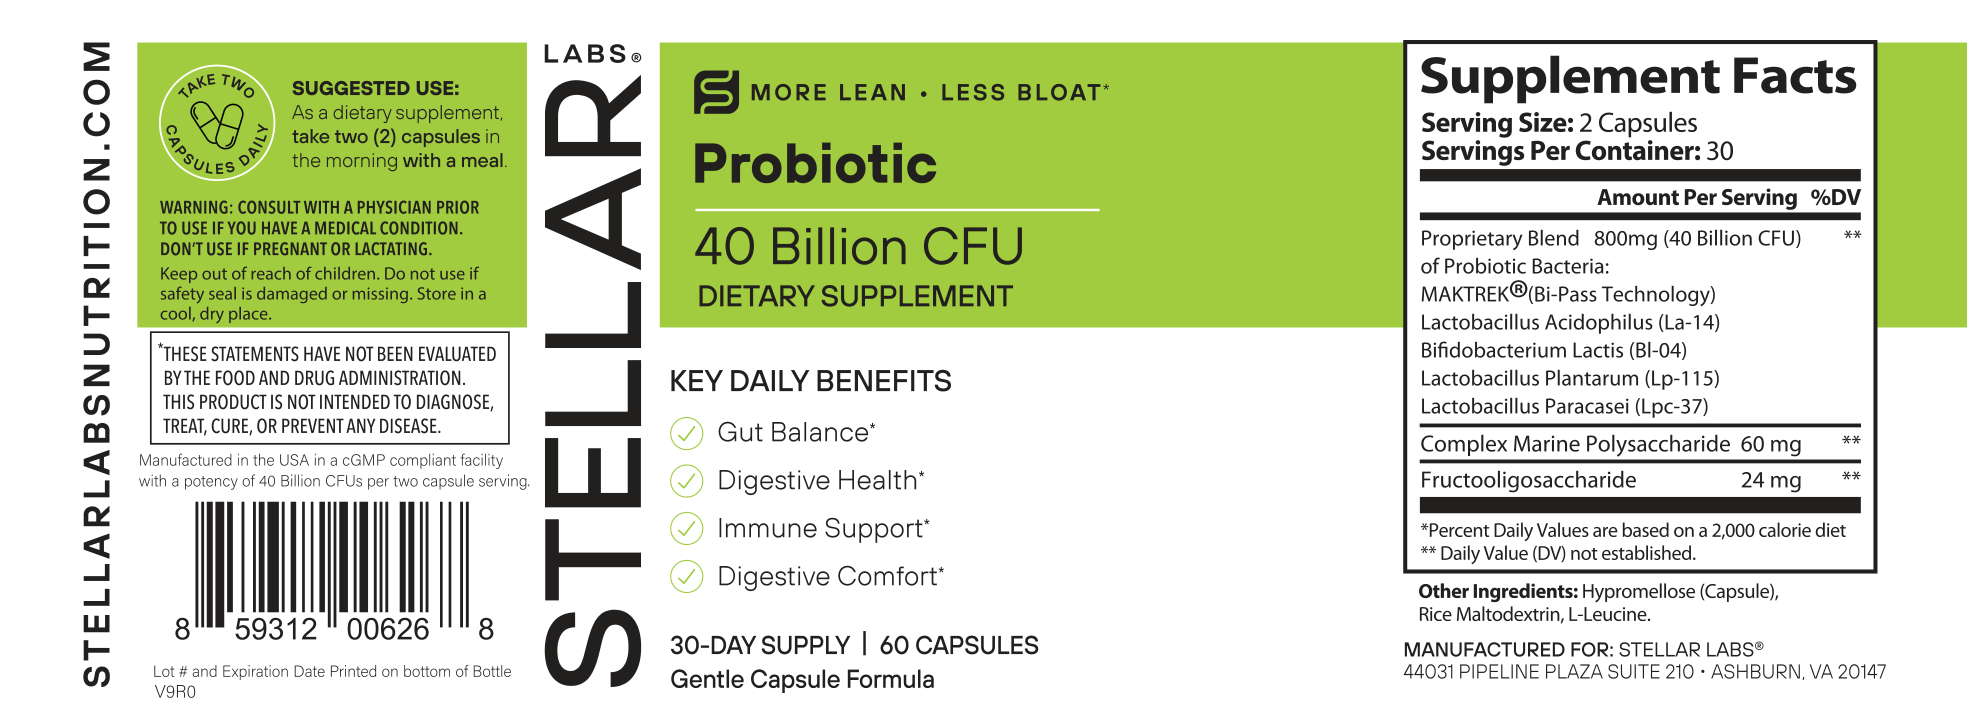 STELLARLABSNUTRITION.COM
TAKE TWO
CAPSULES DAILY
SUGGESTED USE:
As a dietary supplement,
take two (2) capsules in
the morning with a meal.
WARNING: CONSULT WITH A PHYSICIAN PRIOR
TO USE IF YOU HAVE A MEDICAL CONDITION.
DON'T USE IF PREGNANT OR LACTATING.
Keep out of reach of children. Do not use if
safety seal is damaged or missing. Store in a
cool, dry place.
*THESE STATEMENTS HAVE NOT BEEN EVALUATED
BY THE FOOD AND DRUG ADMINISTRATION.
THIS PRODUCT IS NOT INTENDED TO DIAGNOSE,
TREAT, CURE, OR PREVENT ANY DISEASE.
Manufactured in the USA in a cGMP compliant facility
with a potency of 40 Billion CFUs per two capsule serving.
8 59312 00626 8
Lot # and Expiration Date Printed on bottom of Bottle
V9R0
STELLAR
LABS®
MORE LEAN • LESS BLOAT*
Probiotic
40 Billion CFU
DIETARY SUPPLEMENT
KEY DAILY BENEFITS
Gut Balance*
Digestive Health*
Immune Support*
Digestive Comfort*
30-DAY SUPPLY | 60 CAPSULES
Gentle Capsule Formula
Supplement Facts
Serving Size: 2 Capsules
Servings Per Container: 30
Amount Per Serving %DV
Proprietary Blend 800mg (40 Billion CFU) **
of Probiotic Bacteria:
MAKTREK®(Bi-Pass Technology)
Lactobacillus Acidophilus (La-14)
Bifidobacterium Lactis (Bl-04)
Lactobacillus Plantarum (Lp-115)
Lactobacillus Paracasei (Lpc-37)
Complex Marine Polysaccharide 60 mg **
Fructooligosaccharide 24 mg **
*Percent Daily Values are based on a 2,000 calorie diet
** Daily Value (DV) not established.
Other Ingredients: Hypromellose (Capsule),
Rice Maltodextrin, L-Leucine.
MANUFACTURED FOR: STELLAR LABS®
44031 PIPELINE PLAZA SUITE 210 • ASHBURN, VA 20147